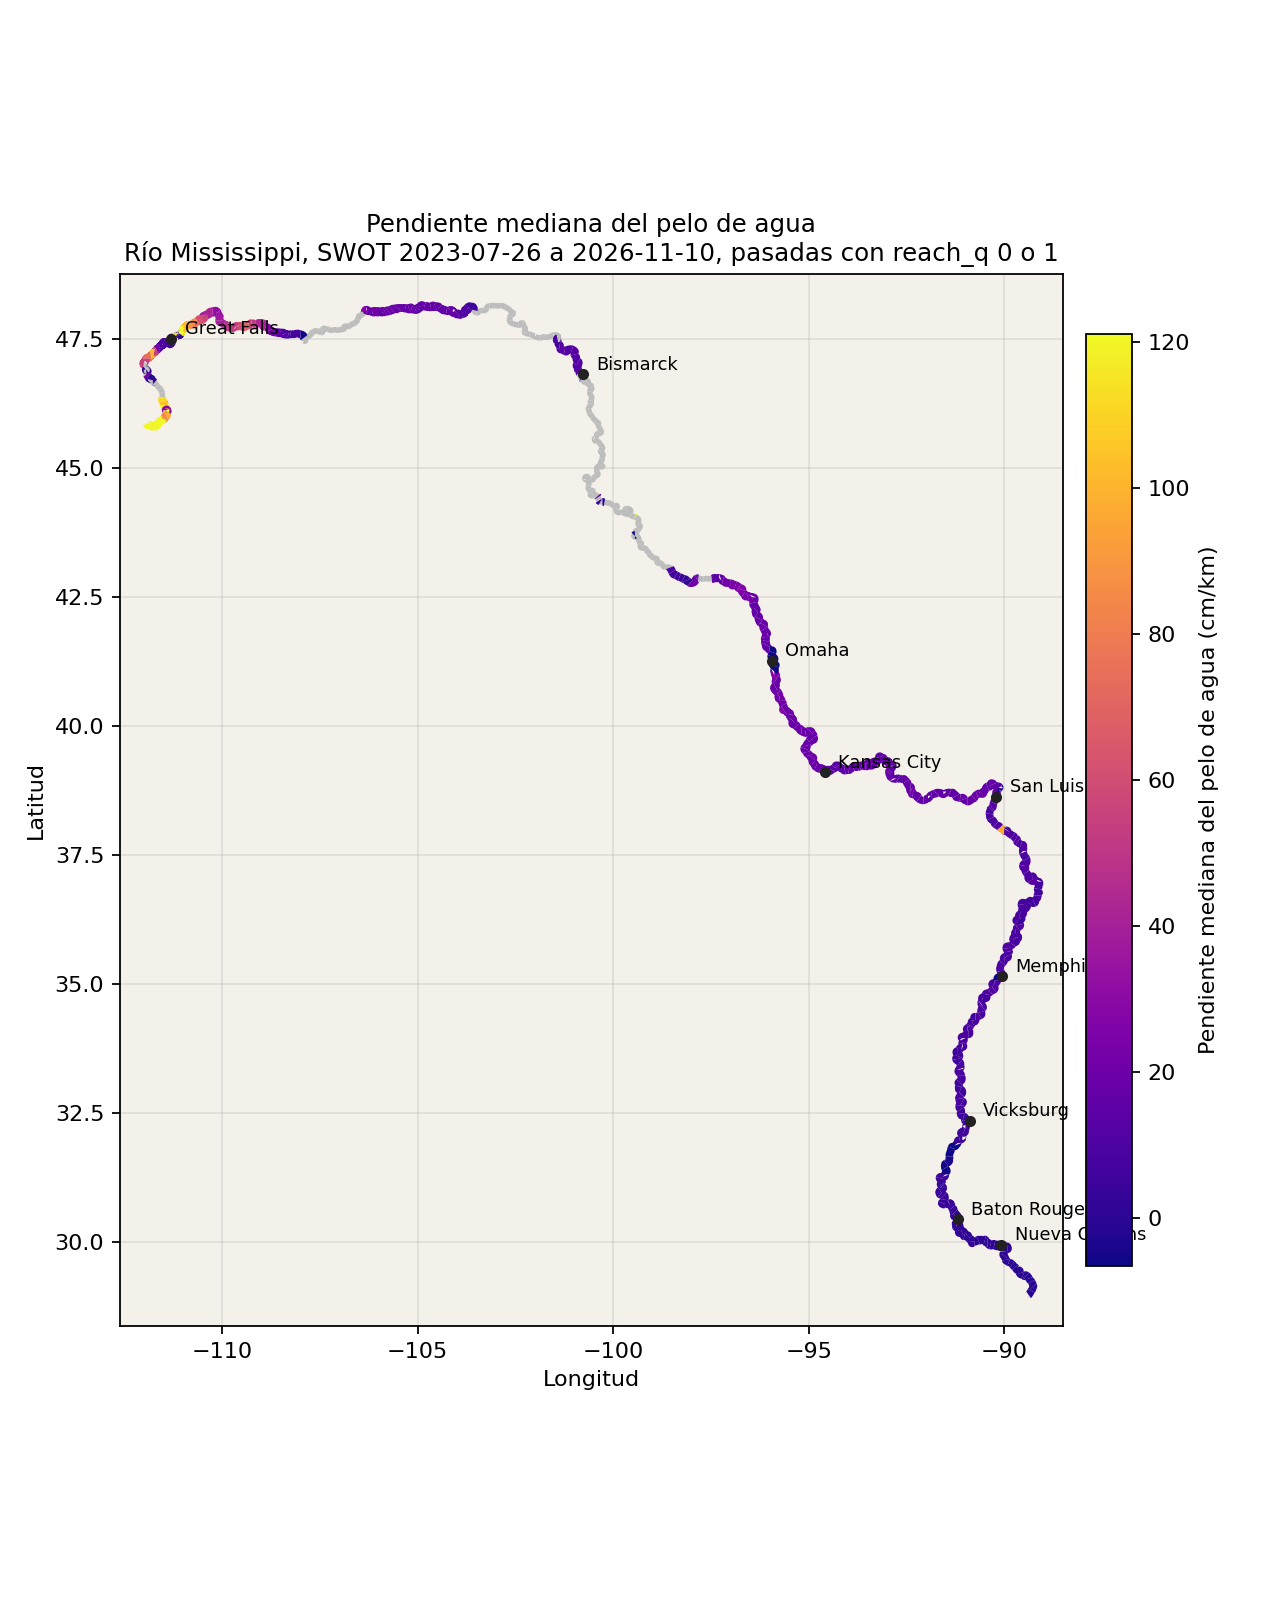 Pendiente mediana del pelo de agua
Río Mississippi, SWOT 2023-07-26 a 2026-11-10, pasadas con reach_q 0 o 1
Great Falls
Bismarck
Omaha
Kansas City
San Luis
Memphi
Vicksburg
Baton Rouge
Nueva
47.5
45.0
42.5
40.0
37.5
35.0
32.5
30.0
Latitud
−110
−105
−100
−95
−90
Longitud
120
100
80
60
40
20
0
Pendiente mediana del pelo de agua (cm/km)